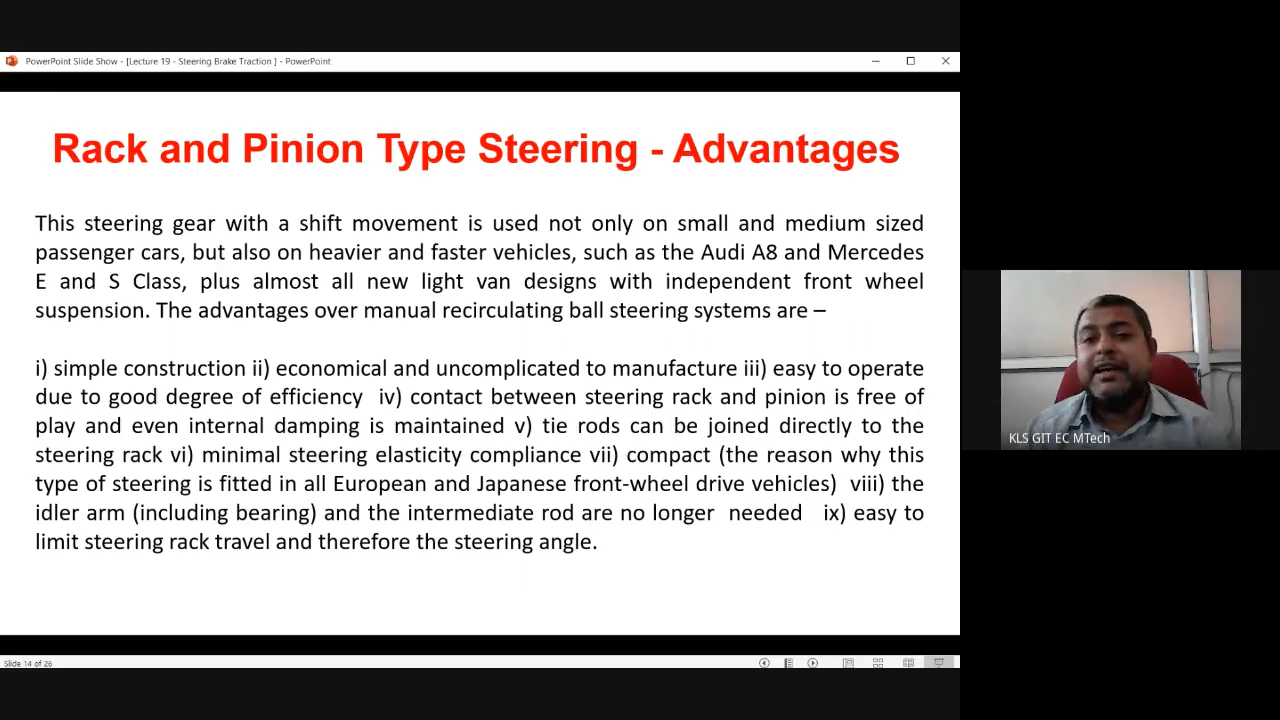 PowerPoint Slide Show - [Lecture 19 - Steering Brake Traction ] - PowerPoint
Rack and Pinion Type Steering - Advantages
This steering gear with a shift movement is used not only on small and medium sized
passenger cars, but also on heavier and faster vehicles, such as the Audi A8 and Mercedes
E and S Class, plus almost all new light van designs with independent front wheel
suspension. The advantages over manual recirculating ball steering systems are –
i) simple construction ii) economical and uncomplicated to manufacture iii) easy to operate
due to good degree of efficiency iv) contact between steering rack and pinion is free of
play and even internal damping is maintained v) tie rods can be joined directly to the
steering rack vi) minimal steering elasticity compliance vii) compact (the reason why this
type of steering is fitted in all European and Japanese front-wheel drive vehicles) viii) the
idler arm (including bearing) and the intermediate rod are no longer needed ix) easy to
limit steering rack travel and therefore the steering angle.
KLS GIT EC MTech
Slide 14 of 26